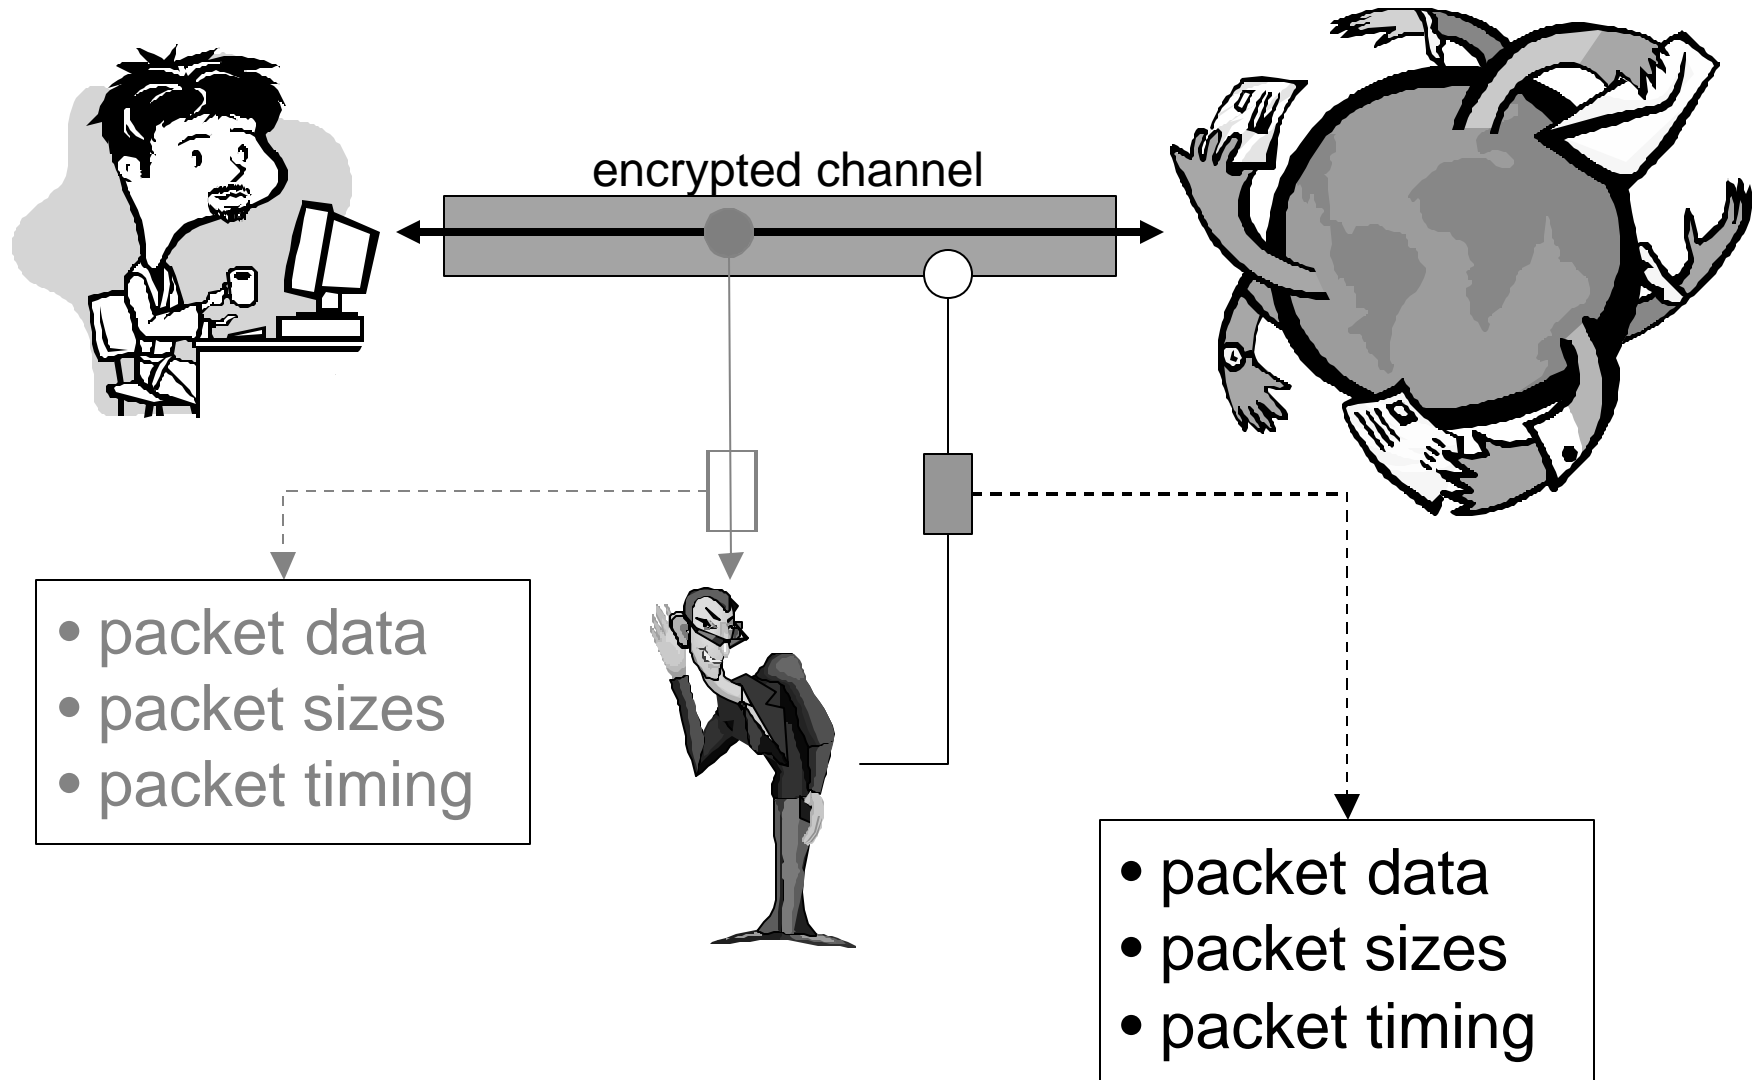 encrypted channel
• packet data
• packet sizes
• packet timing
• packet data
• packet sizes
• packet timing